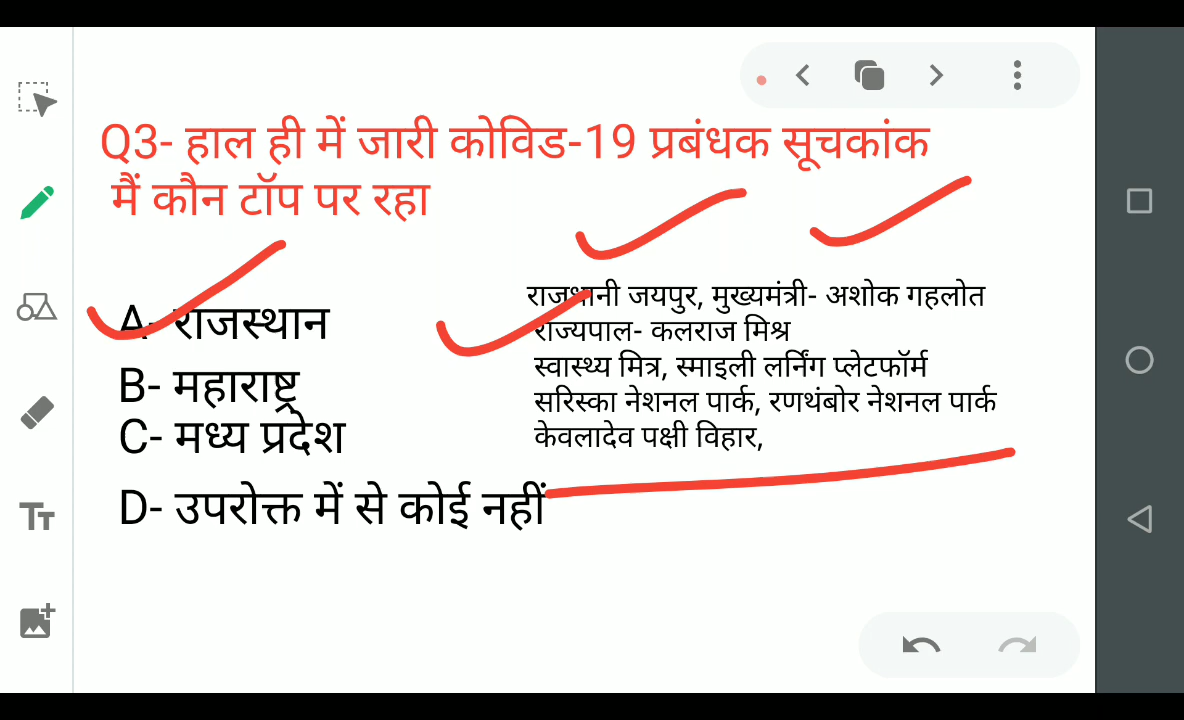 Q3- हाल ही में जारी कोविड-19 प्रबंधक सूचकांक
मैं कौन टॉप पर रहा
A- राजस्थान
B- महाराष्ट्र
C- मध्य प्रदेश
D- उपरोक्त में से कोई नहीं
राजधानी जयपुर, मुख्यमंत्री- अशोक गहलोत
राज्यपाल- कलराज मिश्र
स्वास्थ्य मित्र, स्माइली लर्निंग प्लेटफॉर्म
सरिस्का नेशनल पार्क, रणथंबोर नेशनल पार्क
केवलादेव पक्षी विहार,